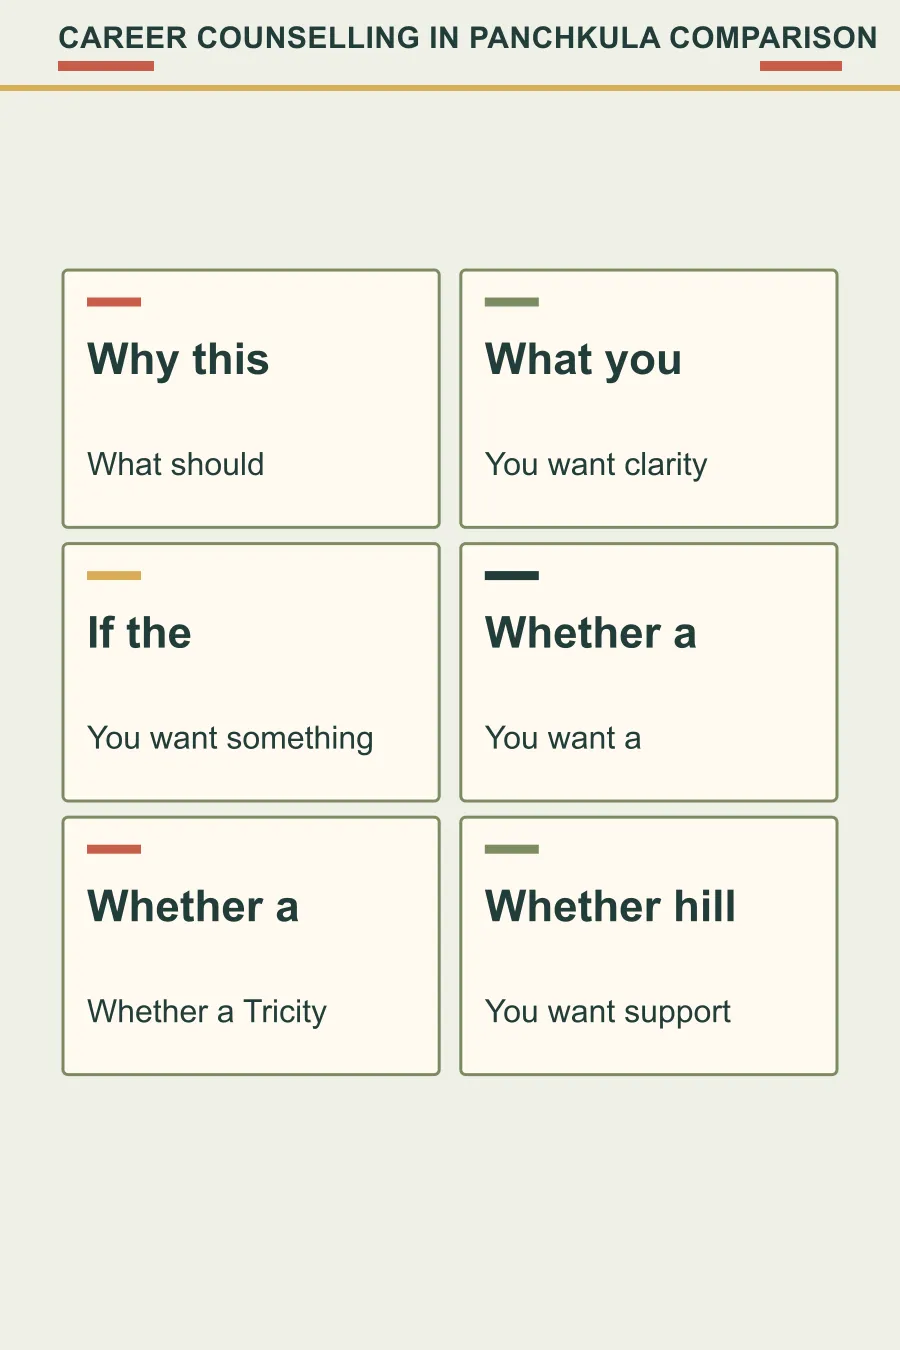 CAREER COUNSELLING IN PANCHKULA COMPARISON
Why this
What should
What you
You want clarity
If the
You want something
Whether a
You want a
Whether a
Whether a Tricity
Whether hill
You want support